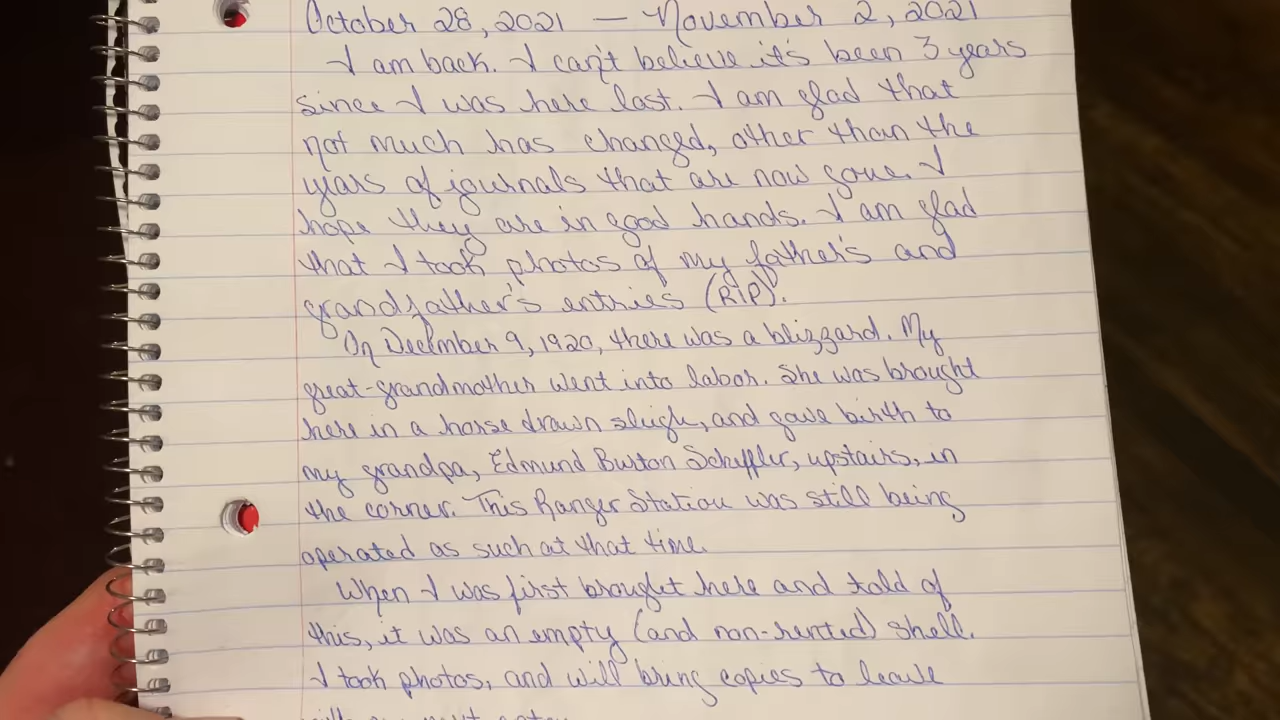 October 28, 2021 — November 2, 2021
I am back. I can't believe it's been 3 years
since I was here last. I am glad that
not much has changed, other than the
years of journals that are now gone. I
hope they are in good hands. I am glad
that I took photos of my father's and
grandfather's entries (RIP).
On December 9, 1920, there was a blizzard. My
great-grandmother went into labor. She was brought
here in a horse drawn sleigh, and gave birth to
my grandpa, Edmund Burton Scheffler, upstairs, in
the corner. This Ranger Station was still being
operated as such at that time.
When I was first brought here and told of
this, it was an empty (and non-rented) shell.
I took photos, and will bring copies to leave